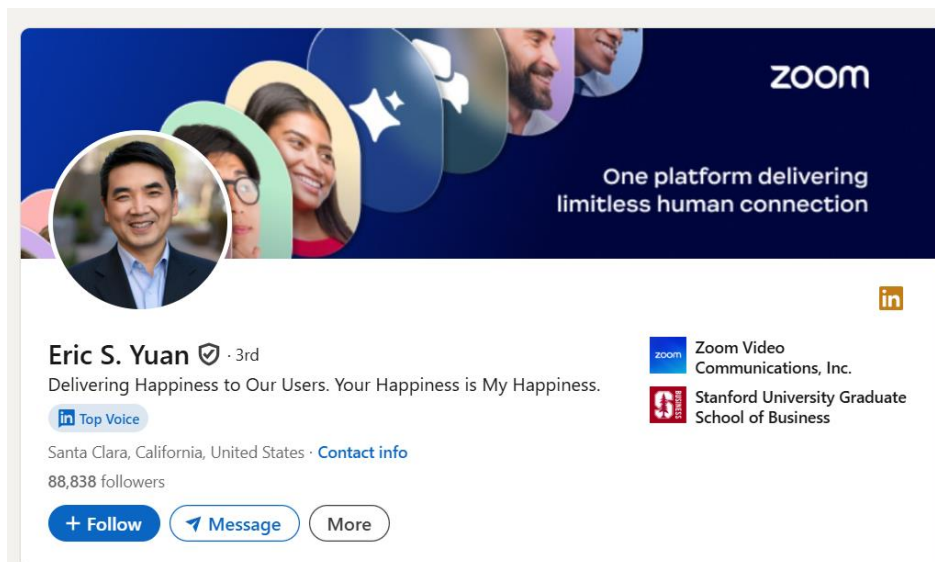 zoom
One platform delivering
limitless human connection
in
Eric S. Yuan · 3rd
Delivering Happiness to Our Users. Your Happiness is My Happiness.
in Top Voice
Santa Clara, California, United States · Contact info
88,838 followers
+ Follow
Message
More
zoom
Zoom Video
Communications, Inc.
S BUSINESS
Stanford University Graduate
School of Business